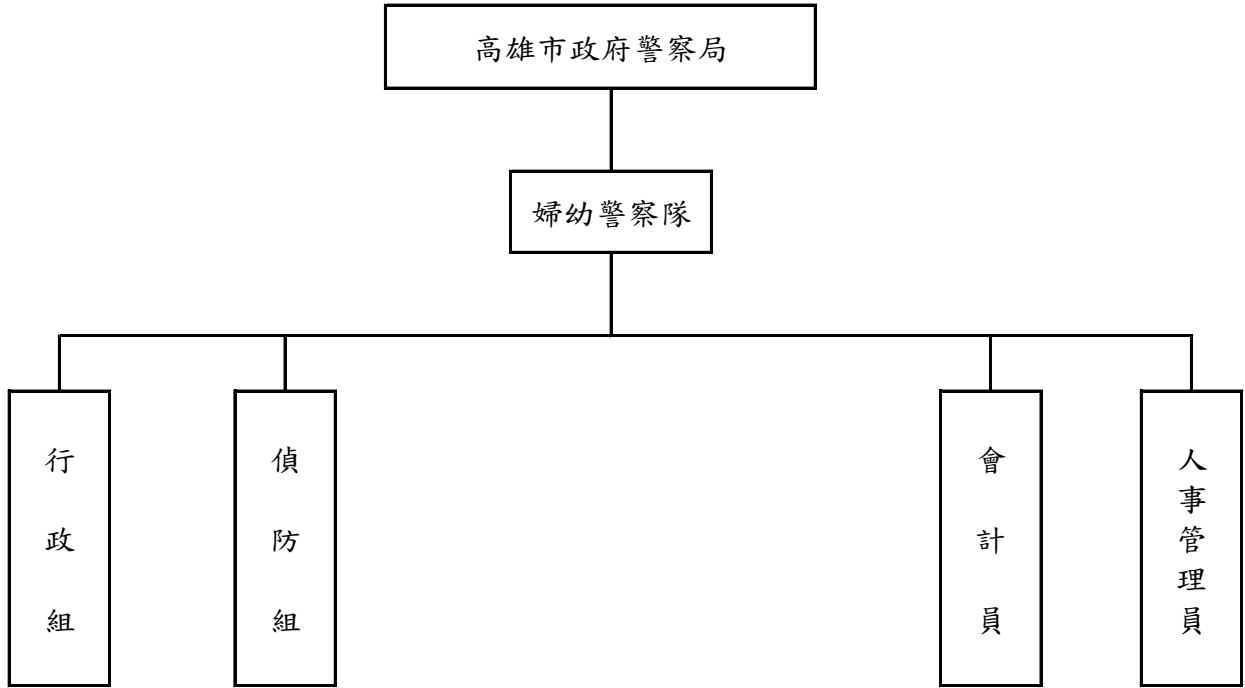 高雄市政府警察局
婦幼警察隊
行政組
偵防組
會計員
人事管理員